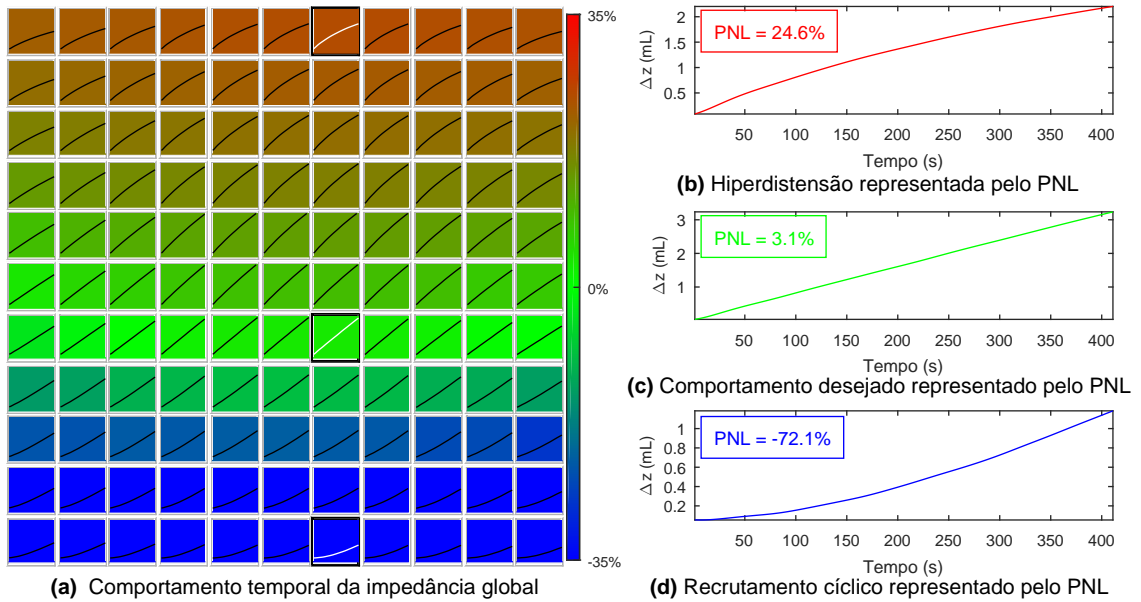 35%
0%
-35%
(a) Comportamento temporal da impedância global
PNL = 24.6%
Δ z (mL)
2
1.5
1
0.5
50 100 150 200 250 300 350 400
Tempo (s)
(b) Hiperdistensão representada pelo PNL
PNL = 3.1%
Δ z (mL)
3
2
1
50 100 150 200 250 300 350 400
Tempo (s)
(c) Comportamento desejado representado pelo PNL
PNL = -72.1%
Δ z (mL)
1
0.8
0.6
0.4
0.2
50 100 150 200 250 300 350 400
Tempo (s)
(d) Recrutamento cíclico representado pelo PNL